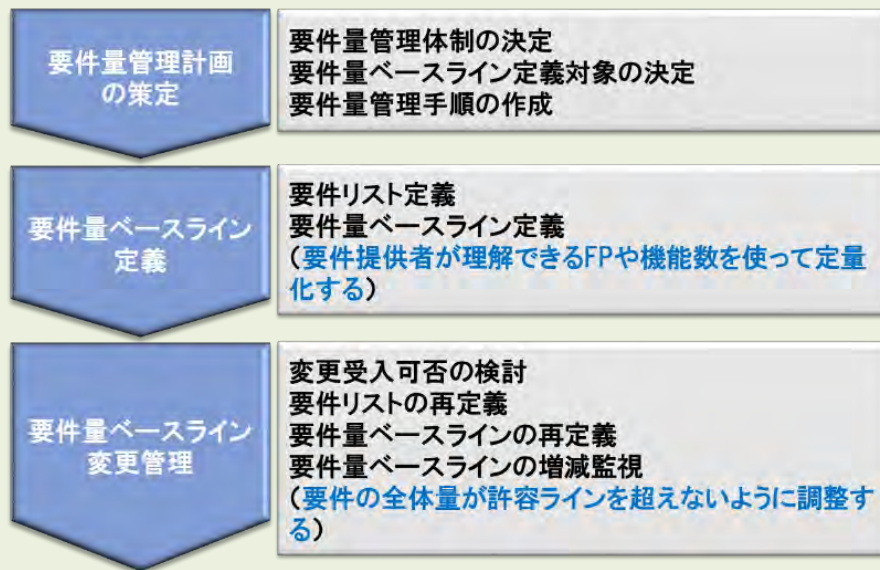 要件量管理計画
の策定
要件量管理体制の決定
要件量ベースライン定義対象の決定
要件量管理手順の作成
要件量ベースライン
定義
要件リスト定義
要件量ベースライン定義
（要件提供者が理解できるFPや機能数を使って定量
化する）
要件量ベースライン
変更管理
変更受入可否の検討
要件リストの再定義
要件量ベースラインの再定義
要件量ベースラインの増減監視
（要件の全体量が許容ラインを超えないように調整す
る）